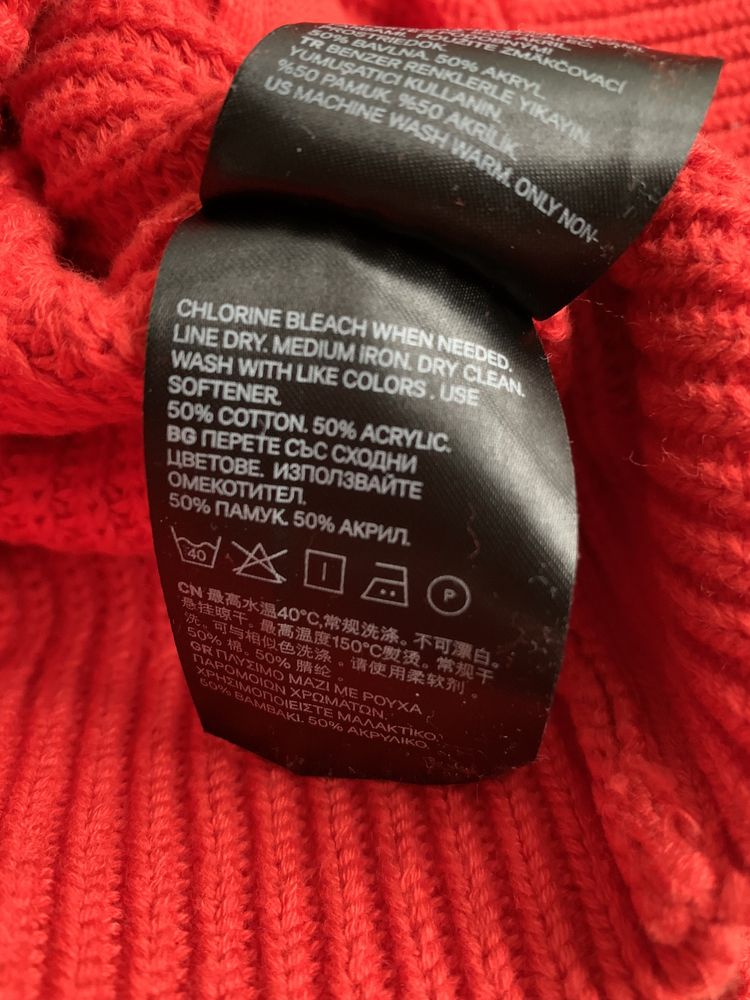 ZMÄKČOVACÍ
PROSTRIEDOK.
50% BAVLNA. 50% AKRYL.
TR BENZER RENKLERLE YIKAYIN.
YUMUŞATICI KULLANIN.
%50 PAMUK. %50 AKRİLİK.
US MACHINE WASH WARM. ONLY NON-
CHLORINE BLEACH WHEN NEEDED.
LINE DRY. MEDIUM IRON. DRY CLEAN.
WASH WITH LIKE COLORS . USE
SOFTENER.
50% COTTON. 50% ACRYLIC.
BG ПЕРЕТЕ СЪС СХОДНИ
ЦВЕТОВЕ. ИЗПОЛЗВАЙТЕ
ОМЕКОТИТЕЛ.
50% ПАМУК. 50% АКРИЛ.
40 P
CN 最高水温40°C,常规洗涤。不可漂白。
悬挂晾干。最高温度150°C熨烫。常规干
洗。可与相似色洗涤。请使用柔软剂。
50% 棉。50% 腈纶。
GR ΠΛΥΣΙΜΟ ΜΑΖΙ ΜΕ ΡΟΥΧΑ
ΠΑΡΟΜΟΙΩΝ ΧΡΩΜΑΤΩΝ.
ΧΡΗΣΙΜΟΠΟΙΕΙΣΤΕ ΜΑΛΑΚΤΙΚΟ.
50% ΒΑΜΒΑΚΙ. 50% ΑΚΡΥΛΙΚΟ.